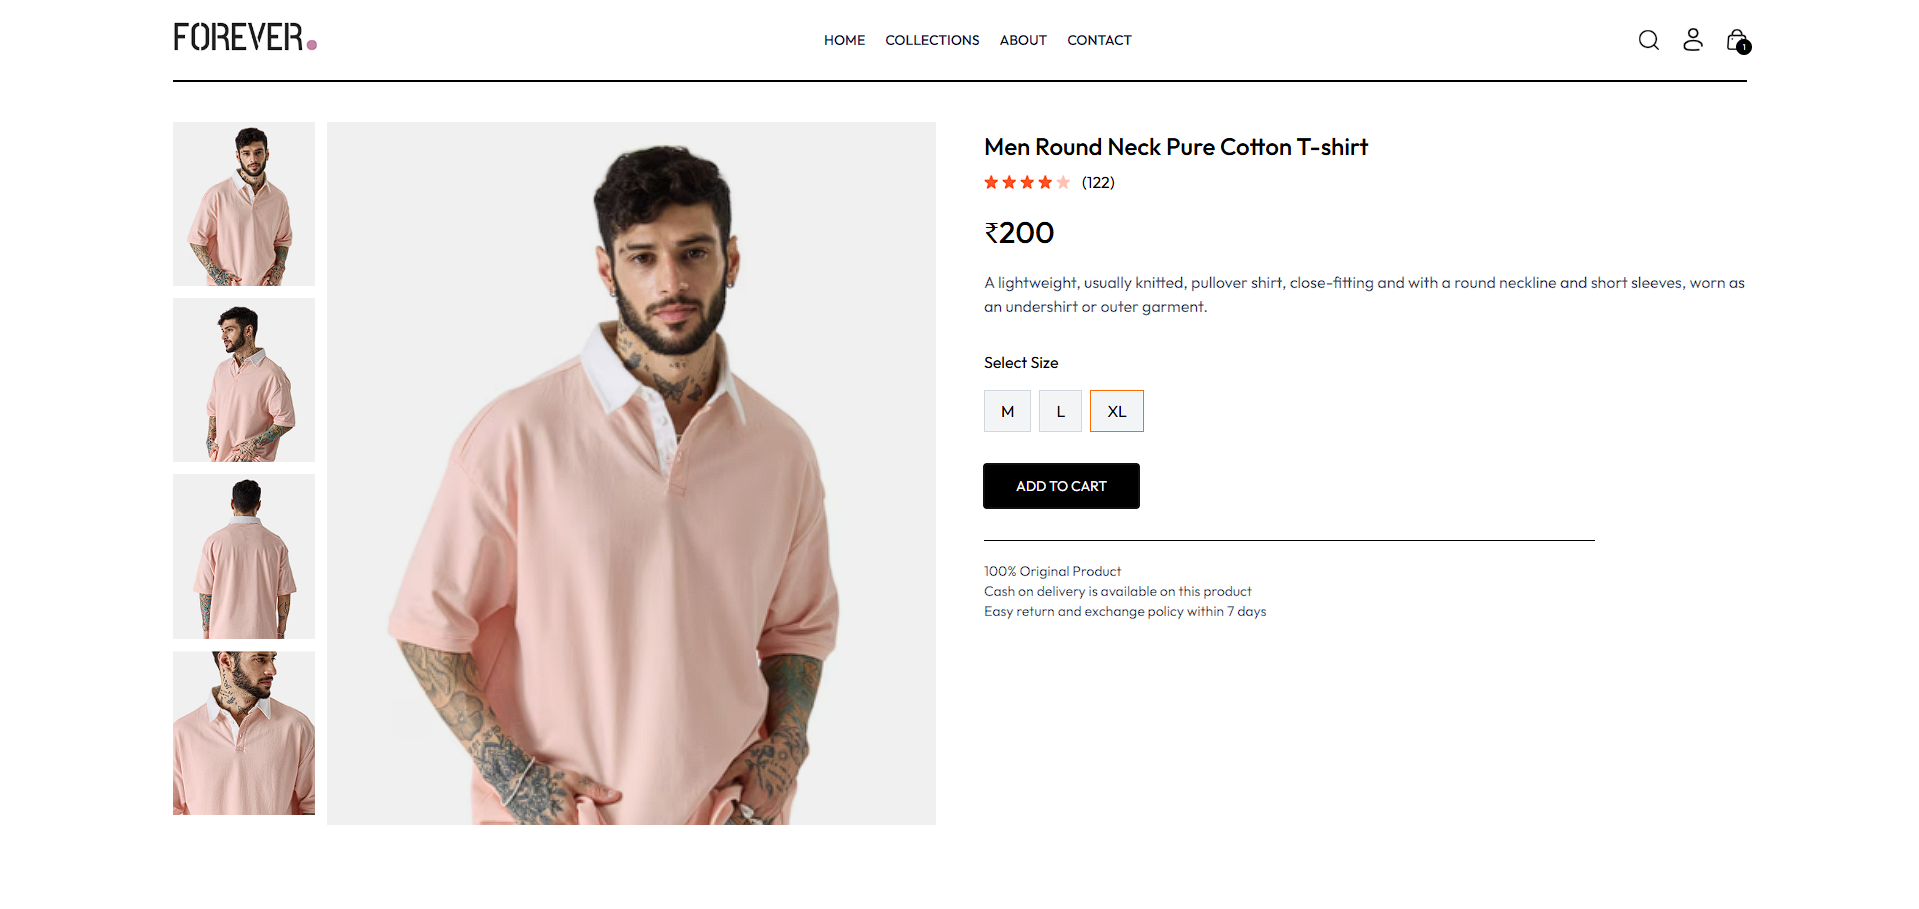 FOREVER.
HOME COLLECTIONS ABOUT CONTACT
1
Men Round Neck Pure Cotton T-shirt
(122)
₹200
A lightweight, usually knitted, pullover shirt, close-fitting and with a round neckline and short sleeves, worn as
an undershirt or outer garment.
Select Size
M L XL
ADD TO CART
100% Original Product
Cash on delivery is available on this product
Easy return and exchange policy within 7 days